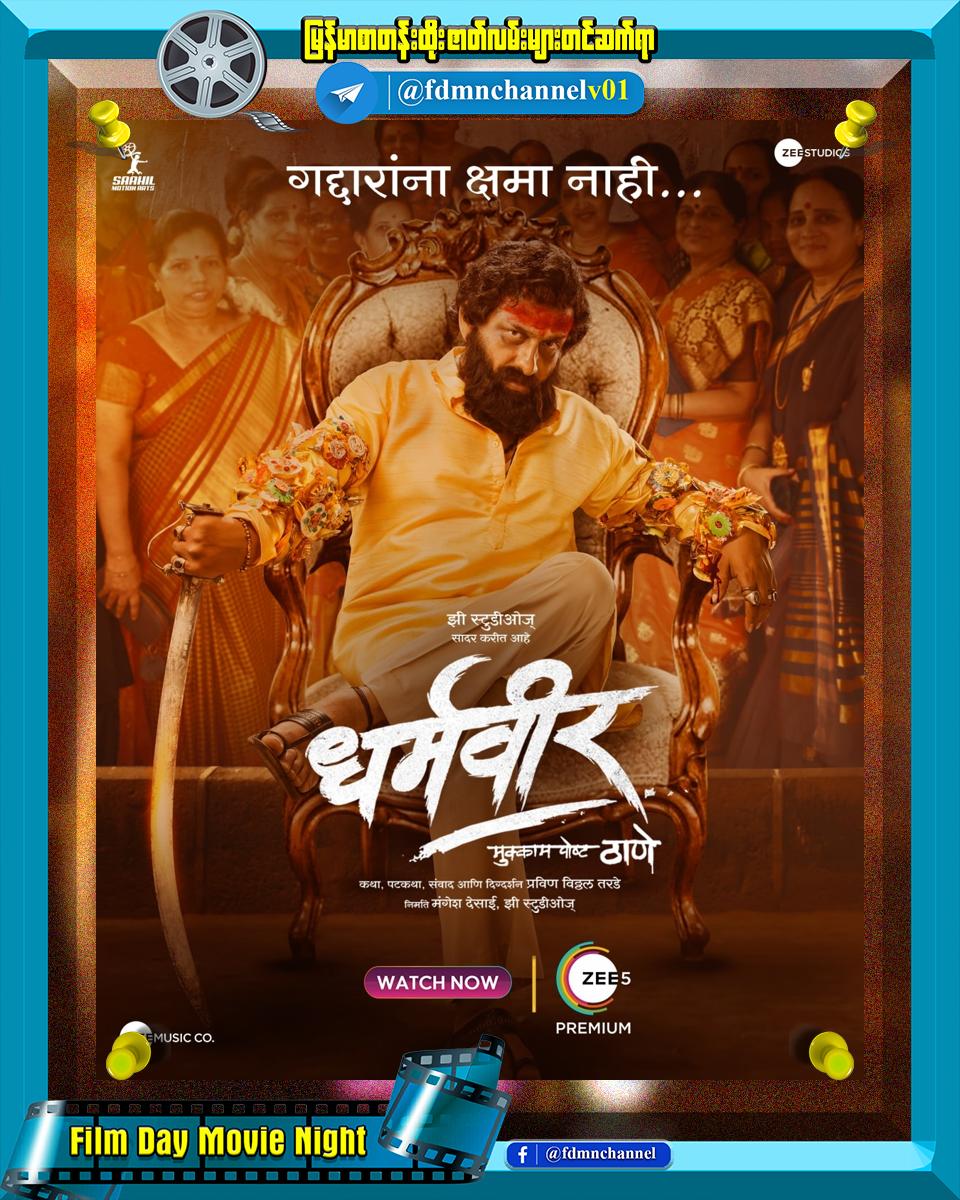 မြန်မာစာတန်းထိုးဇာတ်လမ်းများတင်ဆက်ရာ
@fdmnchannelv01
SAAHIL
MOTION ARTS
ZEE STUDIOS
गद्दारांना क्षमा नाही...
झी स्टुडीओज्
सादर करीत आहे
धर्मवीर
मुक्काम पोस्ट ठाणे
कथा, पटकथा, संवाद आणि दिग्दर्शन प्रविण विठ्ठल तरडे
निर्मिती मंगेश देसाई, झी स्टुडीओज्
WATCH NOW
ZEE5
PREMIUM
MUSIC CO.
Film Day Movie Night
f @fdmnchannel